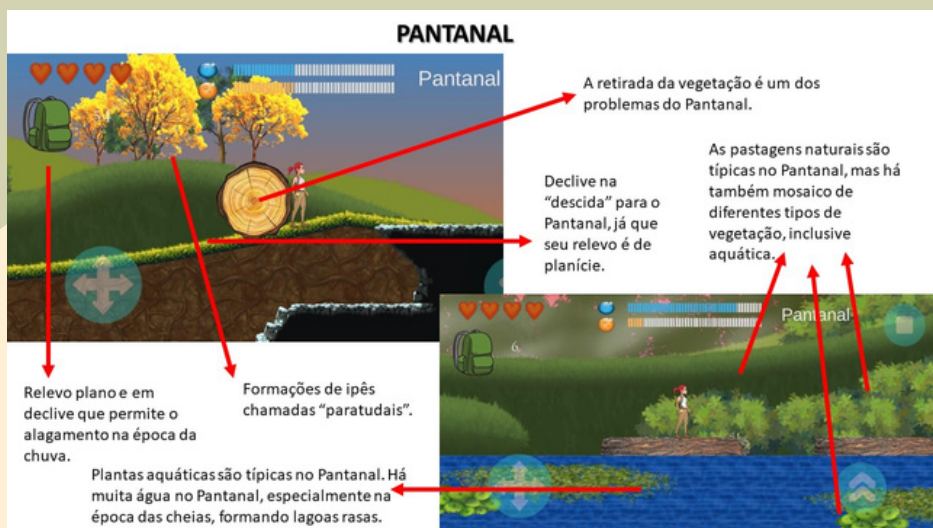 PANTANAL
Pantanal
A retirada da vegetação é um dos
problemas do Pantanal.
As pastagens naturais são
típicas no Pantanal, mas há
também mosaico de
diferentes tipos de
vegetação, inclusive
aquática.
Declive na
“descida” para o
Pantanal, já que
seu relevo é de
planície.
Pantanal
6
Relevo plano e em
declive que permite o
alagamento na época da
chuva.
Formações de ipês
chamadas “paratudais”.
Plantas aquáticas são típicas no Pantanal. Há
muita água no Pantanal, especialmente na
época das cheias, formando lagoas rasas.